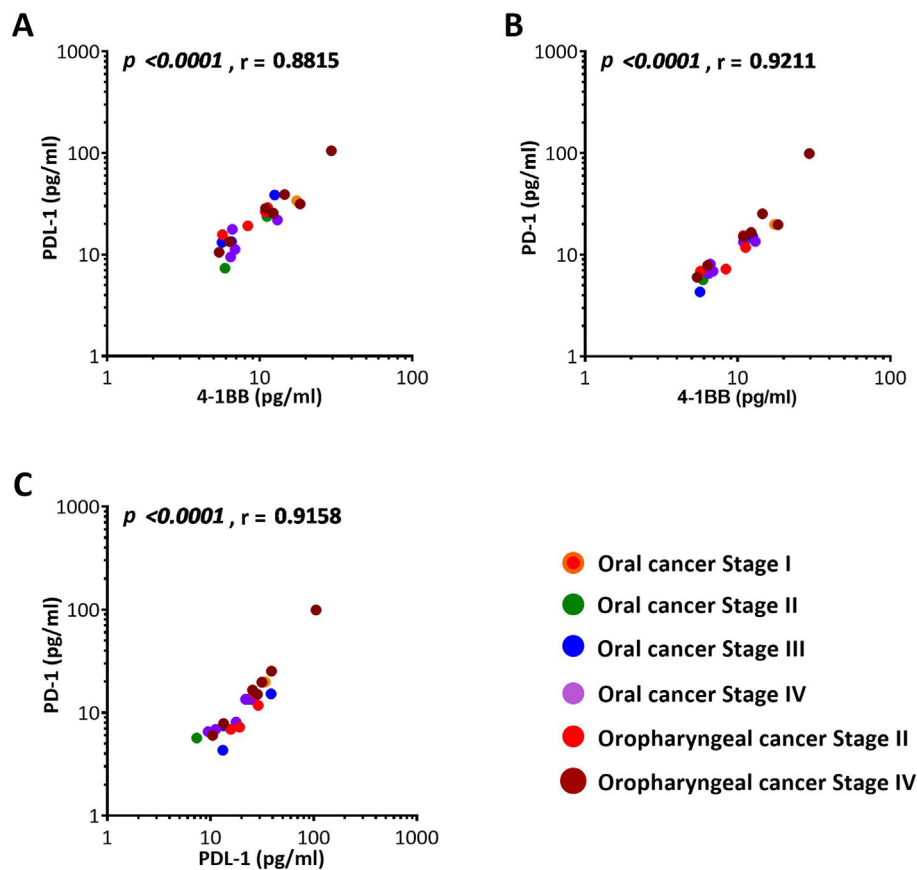 A
p <0.0001 , r = 0.8815
1000
100
10
1
PDL-1 (pg/ml)
1 10 100
4-1BB (pg/ml)
B
p <0.0001 , r = 0.9211
1000
100
10
1
PD-1 (pg/ml)
1 10 100
4-1BB (pg/ml)
C
p <0.0001 , r = 0.9158
1000
100
10
1
PD-1 (pg/ml)
1 10 100 1000
PDL-1 (pg/ml)
Oral cancer Stage I
Oral cancer Stage II
Oral cancer Stage III
Oral cancer Stage IV
Oropharyngeal cancer Stage II
Oropharyngeal cancer Stage IV